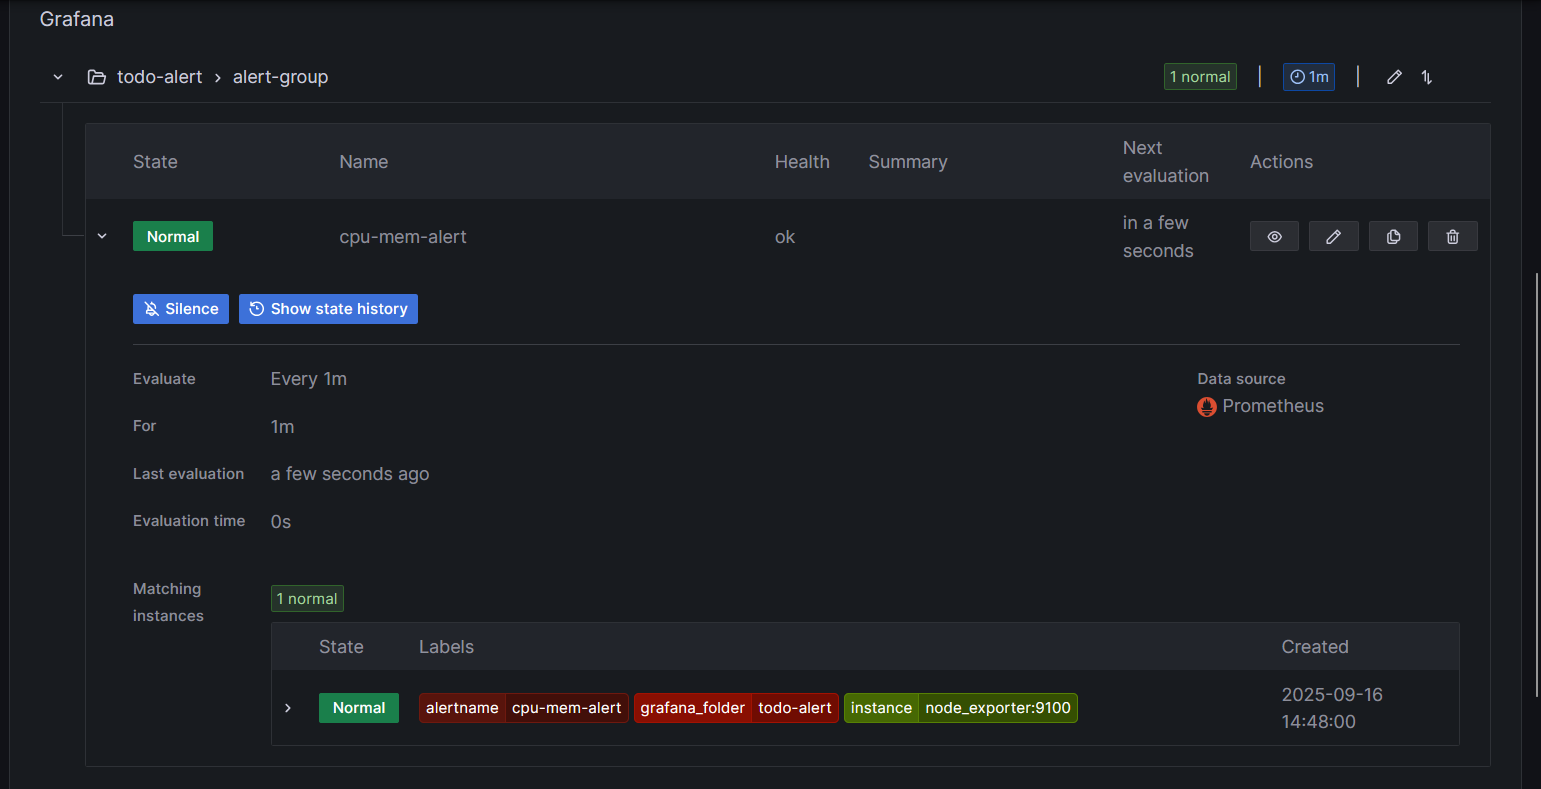 Grafana
todo-alert > alert-group 1 normal | 1m |
State Name Health Summary Next evaluation Actions
Normal cpu-mem-alert ok in a few seconds
Silence Show state history
Evaluate Every 1m Data source
Prometheus
For 1m
Last evaluation a few seconds ago
Evaluation time 0s
Matching instances 1 normal
State Labels Created
Normal alertname cpu-mem-alert grafana_folder todo-alert instance node_exporter:9100 2025-09-16 14:48:00